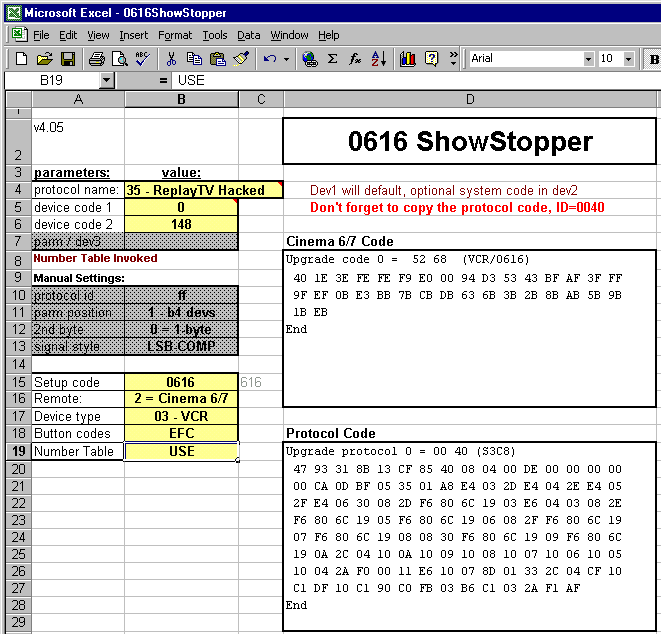 Microsoft Excel - 0616ShowStopper
File Edit View Insert Format Tools Data Window Help
Arial 10 B
B19 = USE
A B C D
v4.05
2 0616 ShowStopper
3 parameters: value:
4 protocol name: 35 - ReplayTV Hacked Dev1 will default, optional system code in dev2
5 device code 1 0 Don't forget to copy the protocol code, ID=0040
6 device code 2 148
7 parm / dev3 Cinema 6/7 Code
8 Number Table Invoked Upgrade code 0 = 52 68 (VCR/0616)
9 Manual Settings: 40 1E 3E FE FE F9 E0 00 94 D3 53 43 BF AF 3F FF
10 protocol id ff 9F EF 0B E3 BB 7B CB DB 63 6B 3B 2B 8B AB 5B 9B
11 parm position 1 - b4 devs 1B EB
12 2nd byte 0 = 1-byte End
13 signal style LSB-COMP
14
15 Setup code 0616 616
16 Remote: 2 = Cinema 6/7
17 Device type 03 - VCR
18 Button codes EFC Protocol Code
19 Number Table USE Upgrade protocol 0 = 00 40 (S3C8)
20 47 93 31 8B 13 CF 85 40 08 04 00 DE 00 00 00 00
21 00 CA 0D BF 05 35 01 A8 E4 03 2D E4 04 2E E4 05
22 2F E4 06 30 08 2D F6 80 6C 19 03 E6 04 03 08 2E
23 F6 80 6C 19 05 F6 80 6C 19 06 08 2F F6 80 6C 19
24 07 F6 80 6C 19 08 08 30 F6 80 6C 19 09 F6 80 6C
25 19 0A 2C 04 10 0A 10 09 10 08 10 07 10 06 10 05
26 10 04 2A F0 00 11 E6 10 07 8D 01 33 2C 04 CF 10
27 C1 DF 10 C1 90 C0 FB 03 B6 C1 03 2A F1 AF
28 End
29